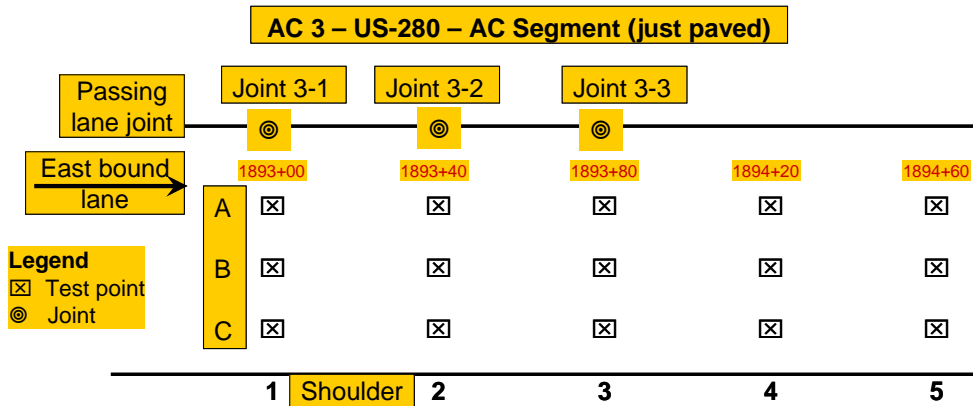 AC 3 – US-280 – AC Segment (just paved)
Passing
lane joint
Joint 3-1 Joint 3-2 Joint 3-3
East bound
lane
1893+00 1893+40 1893+80 1894+20 1894+60
A
B
C
Legend
Test point
Joint
1 Shoulder 2 3 4 5